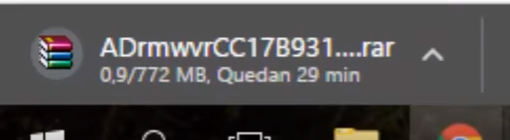 ADrmwvrCC17B931....rar
0,9/772 MB, Quedan 29 min